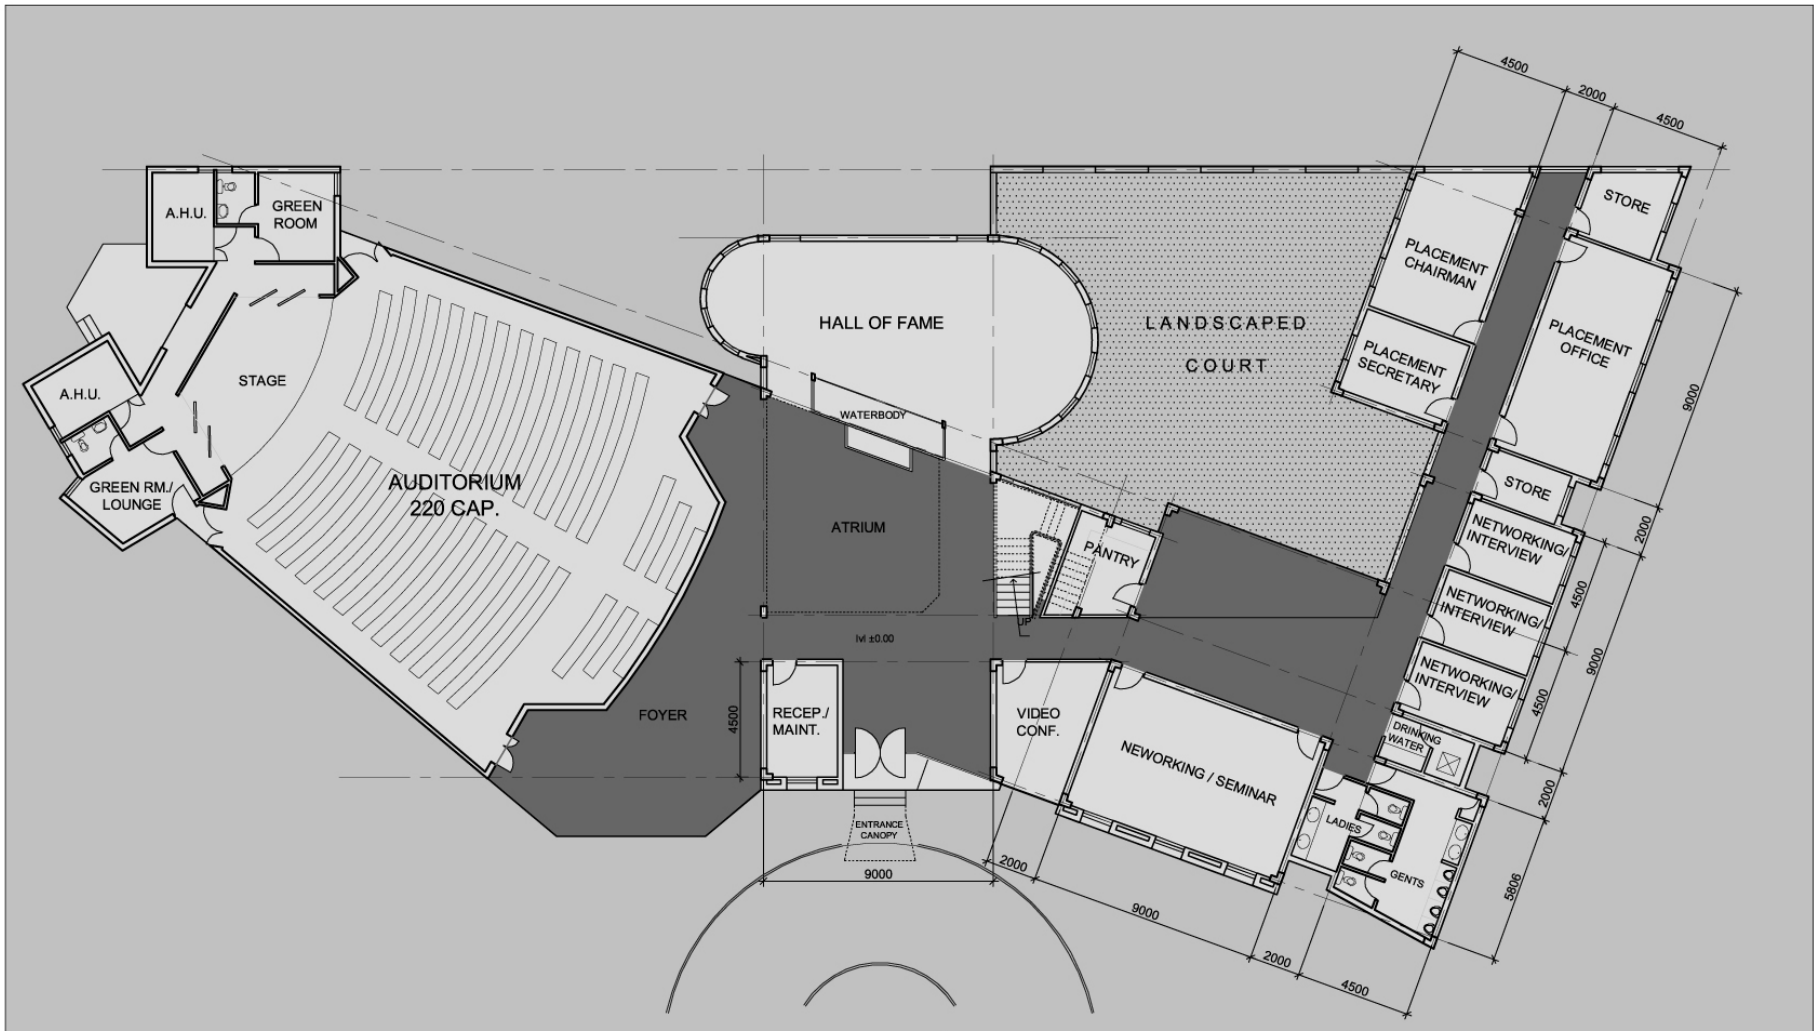 4500
2000
4500
A.H.U.
GREEN
ROOM
STORE
PLACEMENT
CHAIRMAN
HALL OF FAME
LANDSCAPED
COURT
PLACEMENT
OFFICE
PLACEMENT
SECRETARY
9000
STAGE
A.H.U.
WATERBODY
AUDITORIUM
220 CAP.
GREEN RM./
LOUNGE
STORE
ATRIUM
PANTRY
NETWORKING/
INTERVIEW
2000
4500
NETWORKING/
INTERVIEW
UP
lvl ±0.00
NETWORKING/
INTERVIEW
9000
4500
FOYER
4500
RECEP./
MAINT.
VIDEO
CONF.
DRINKING
WATER
NEWORKING / SEMINAR
2000
ENTRANCE
CANOPY
LADIES
GENTS
9000
2000
5806
9000
2000
4500